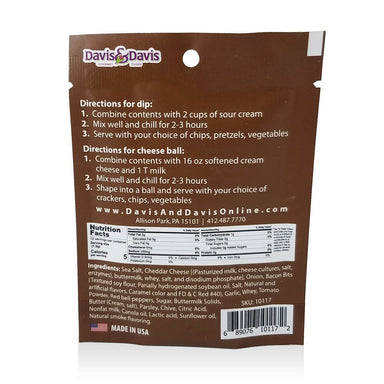 Davis&Davis
Directions for dip:
1. Combine contents with 2 cups of sour cream
2. Mix well and chill for 2-3 hours
3. Serve with your choice of chips, pretzels, vegetables
Directions for cheese ball:
1. Combine contents with 16 oz softened cream
cheese and 1 T milk
2. Mix well and chill for 2-3 hours
3. Shape into a ball and serve with your choice of
crackers, chips, vegetables
www.DavisAndDavisOnline.com
Allison Park, PA 15101 | 412.487.7770
Nutrition
Facts
Calories
per serving
5
Ingredients: Sea Salt, Cheddar Cheese [(Pasturized milk, cheese cultures, salt,
enzymes), buttermilk, whey, salt, and disodium phosphate], Onion, Bacon Bits
(Textured soy flour, Partially hydrogenated soybean oil, Salt, Natural and
artificial flavors, Caramel color and FD & C Red #40), Garlic, Whey, Tomato
Powder, Red bell peppers, Sugar, Buttermilk Solids,
Butter (Cream, salt), Parsley, Chive, Citric Acid,
Nonfat milk, Canola oil, Lactic acid, Sunflower oil,
Natural smoke flavoring.
SKU: 10117
MADE IN USA
6 89076 10117 2